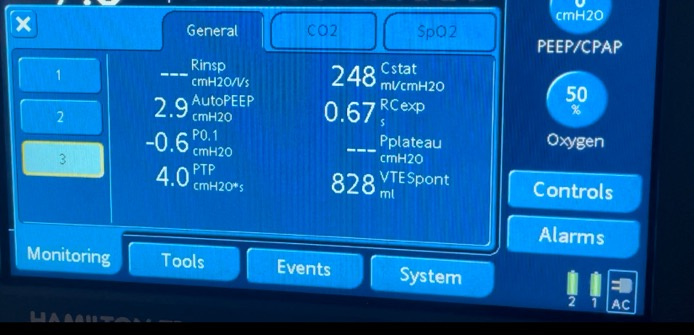 General
CO2
SpO2
1
2
3
--- Rinsp
cmH2O/l/s
2.9 AutoPEEP
cmH2O
-0.6 P0.1
cmH2O
4.0 PTP
cmH2O*s
248 Cstat
ml/cmH2O
0.67 RCexp
s
--- Pplateau
cmH2O
828 VTESpont
ml
cmH2O
PEEP/CPAP
50
%
Oxygen
Controls
Alarms
Monitoring
Tools
Events
System
2 1 AC